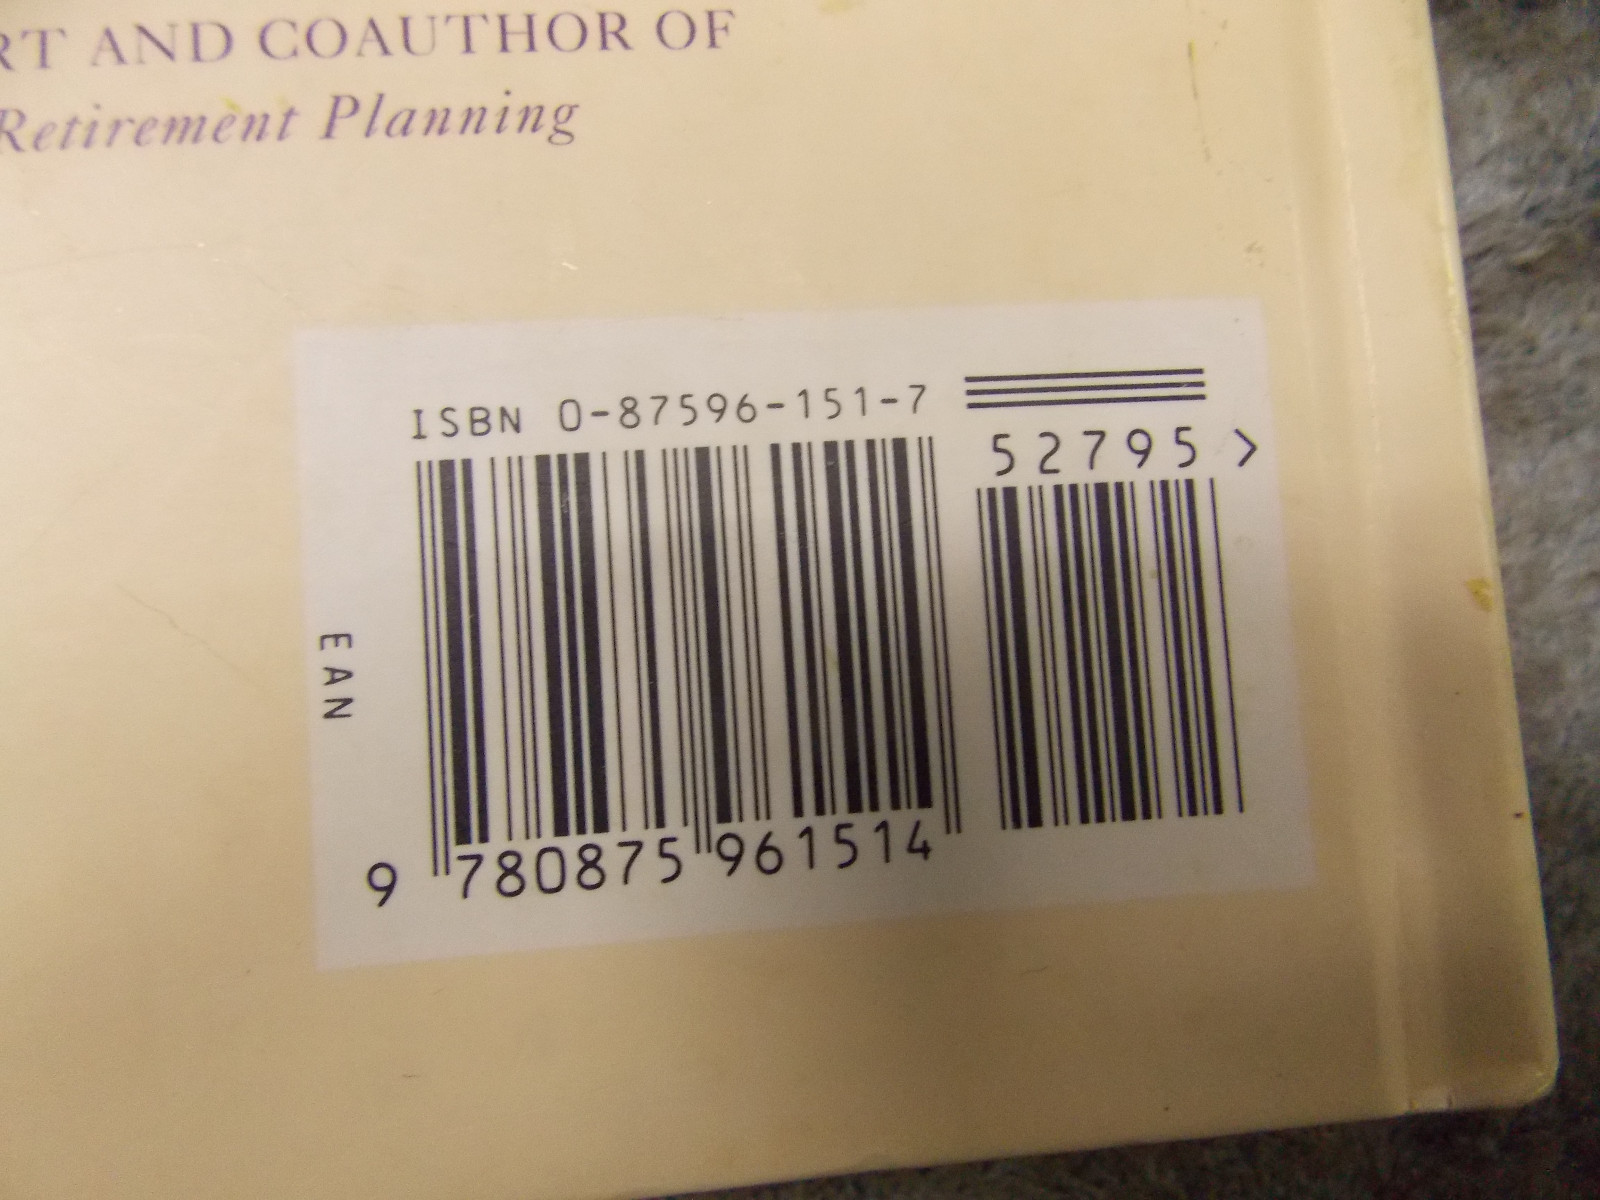 RT AND COAUTHOR OF
Retirement Planning
ISBN 0-87596-151-7
52795 >
EAN
9 780875 961514